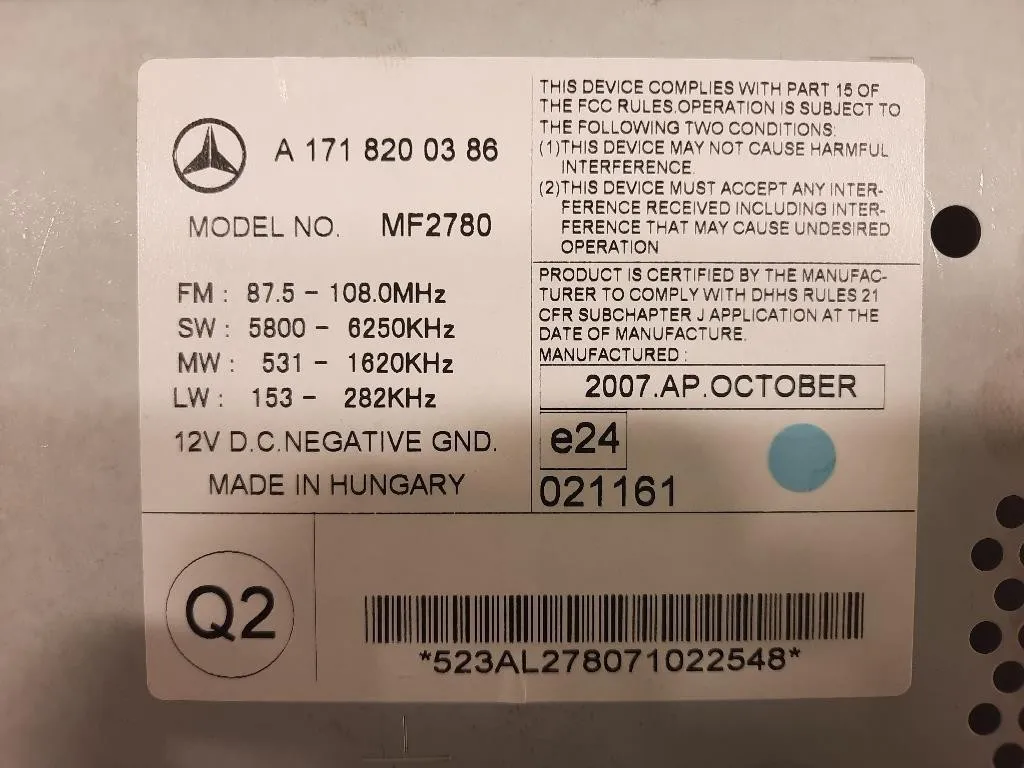 A 171 820 03 86
MODEL NO. MF2780
FM : 87.5 - 108.0MHz
SW : 5800 - 6250KHz
MW : 531 - 1620KHz
LW : 153 - 282KHz
12V D.C.NEGATIVE GND.
MADE IN HUNGARY
THIS DEVICE COMPLIES WITH PART 15 OF
THE FCC RULES.OPERATION IS SUBJECT TO
THE FOLLOWING TWO CONDITIONS:
(1)THIS DEVICE MAY NOT CAUSE HARMFUL
INTERFERENCE.
(2)THIS DEVICE MUST ACCEPT ANY INTER-
FERENCE RECEIVED INCLUDING INTER-
FERENCE THAT MAY CAUSE UNDESIRED
OPERATION
PRODUCT IS CERTIFIED BY THE MANUFAC-
TURER TO COMPLY WITH DHHS RULES 21
CFR SUBCHAPTER J APPLICATION AT THE
DATE OF MANUFACTURE.
MANUFACTURED :
2007.AP.OCTOBER
e24
021161
Q2
*523AL278071022548*